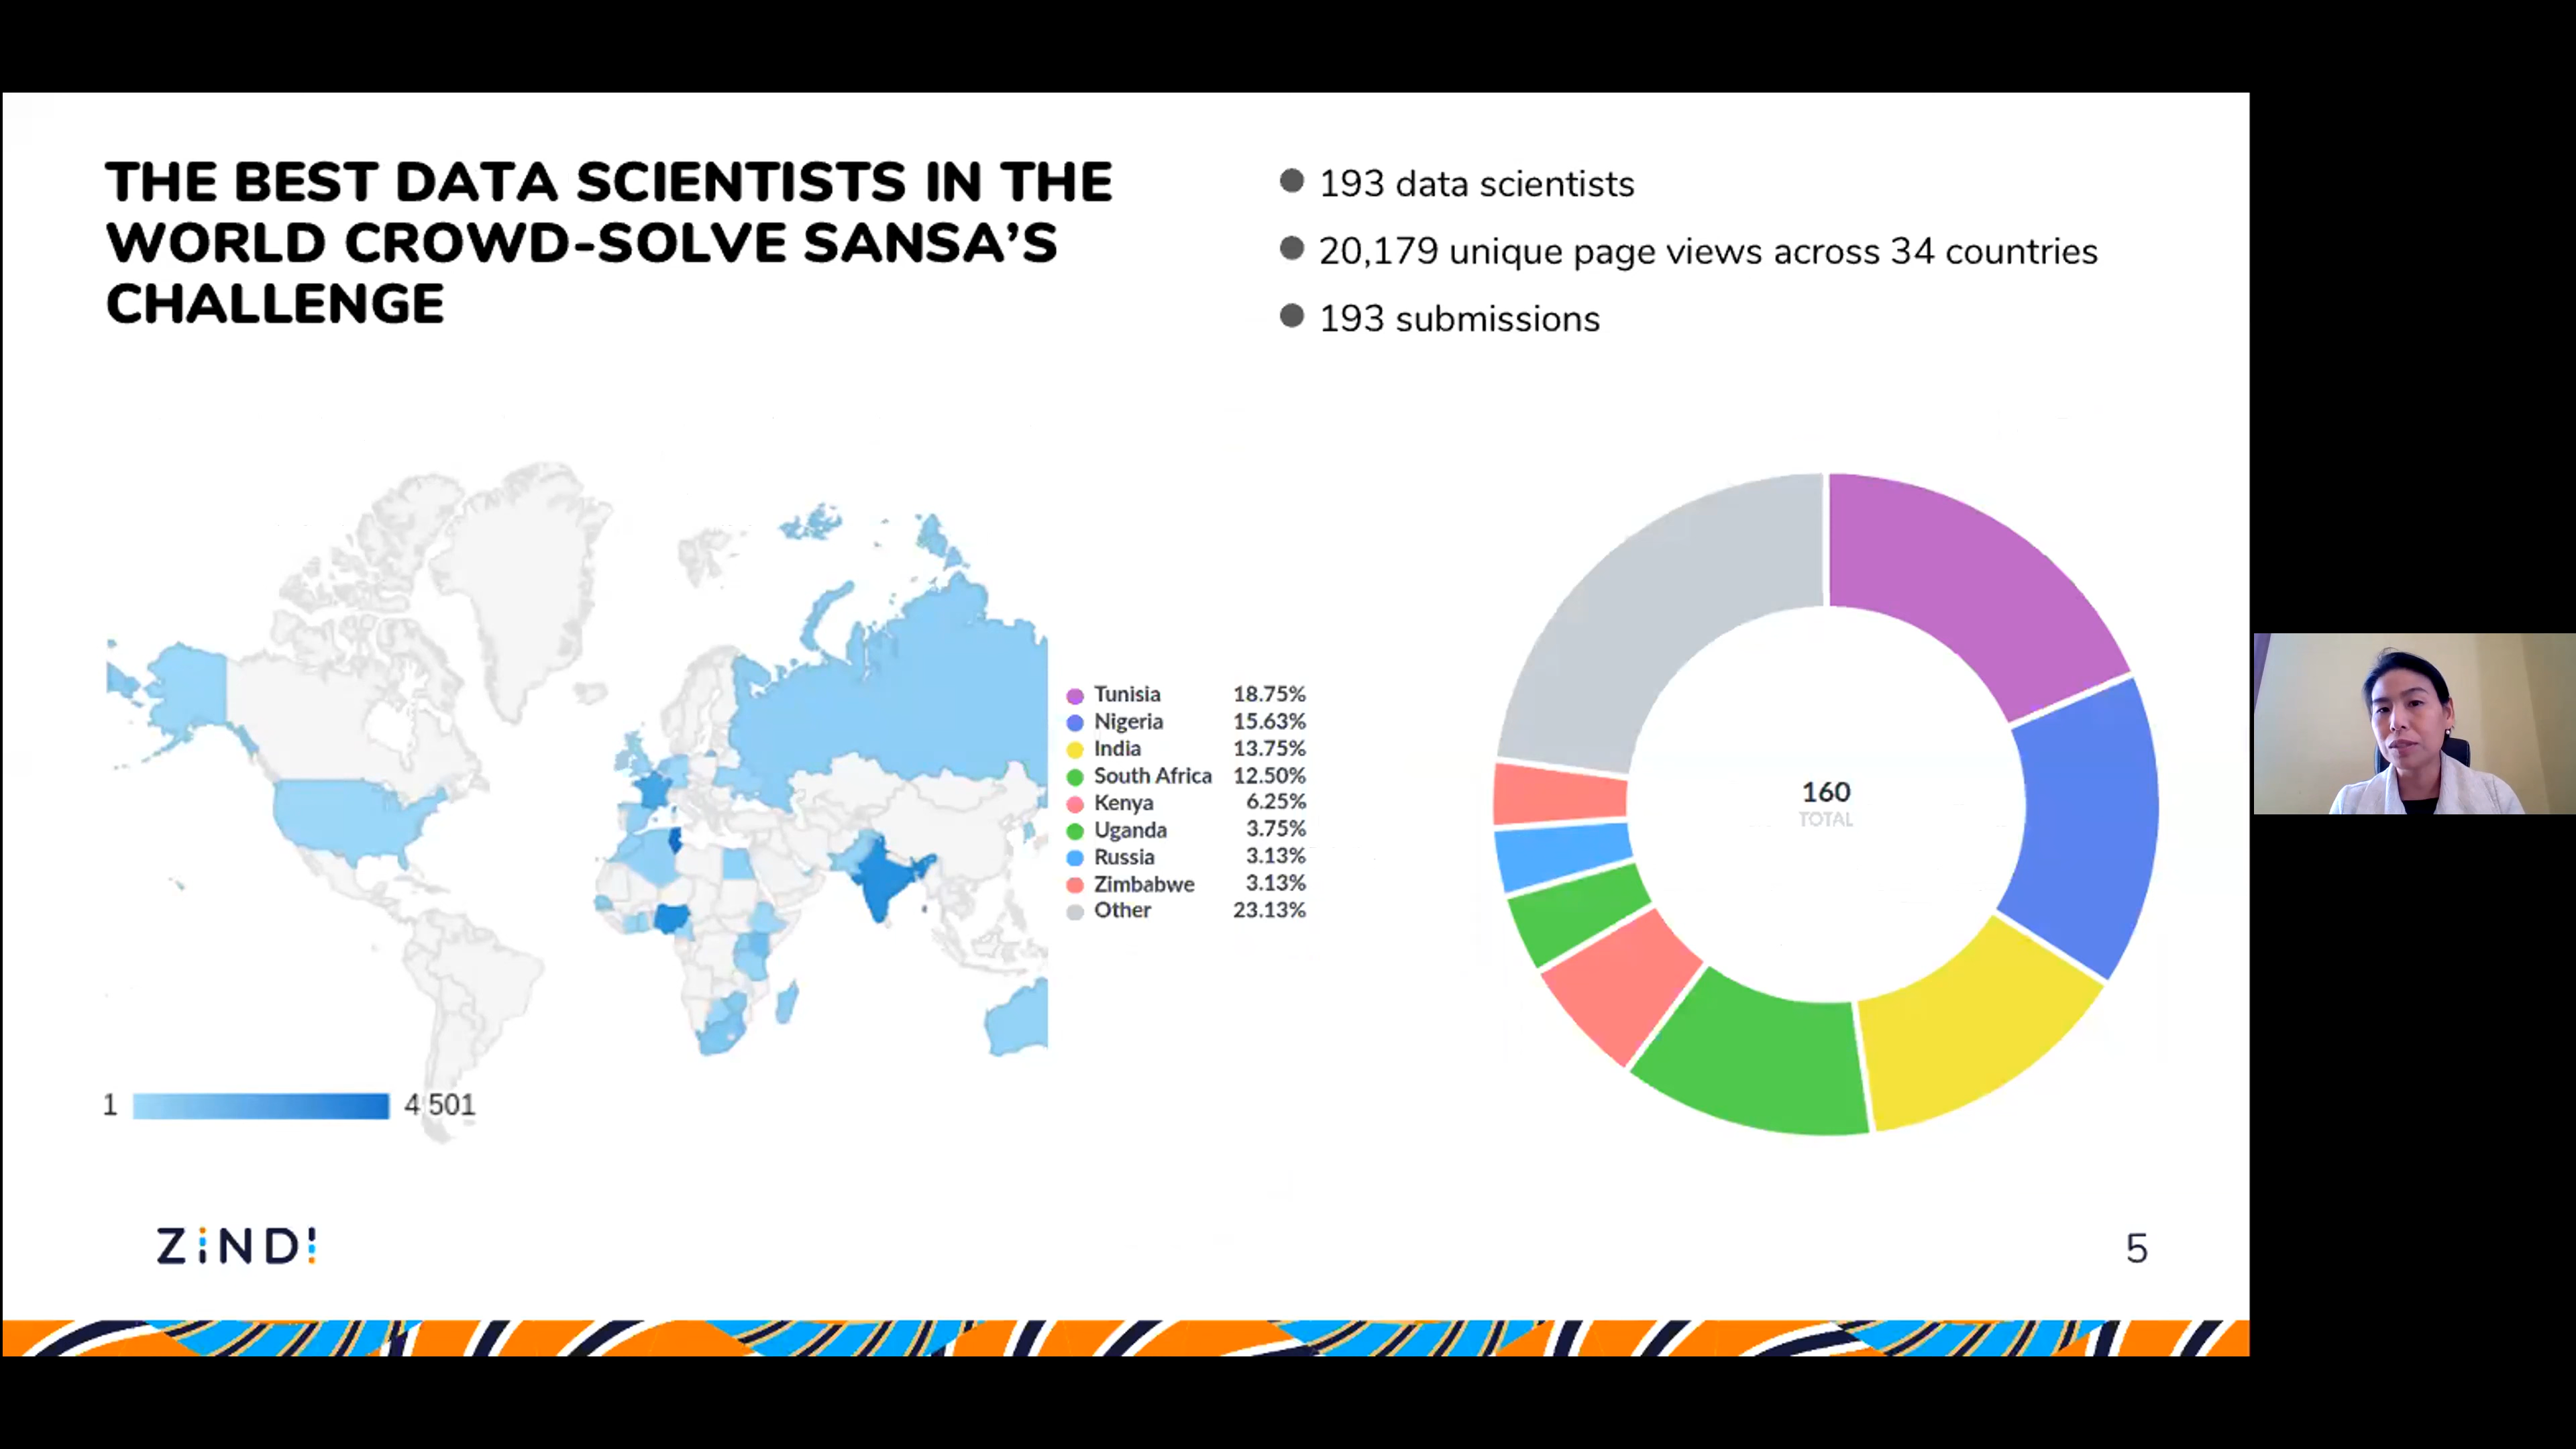 THE BEST DATA SCIENTISTS IN THE
WORLD CROWD-SOLVE SANSA’S
CHALLENGE
193 data scientists
20,179 unique page views across 34 countries
193 submissions
Tunisia 18.75%
Nigeria 15.63%
India 13.75%
South Africa 12.50%
Kenya 6.25%
Uganda 3.75%
Russia 3.13%
Zimbabwe 3.13%
Other 23.13%
160
TOTAL
1 4 501
ZiND!
5